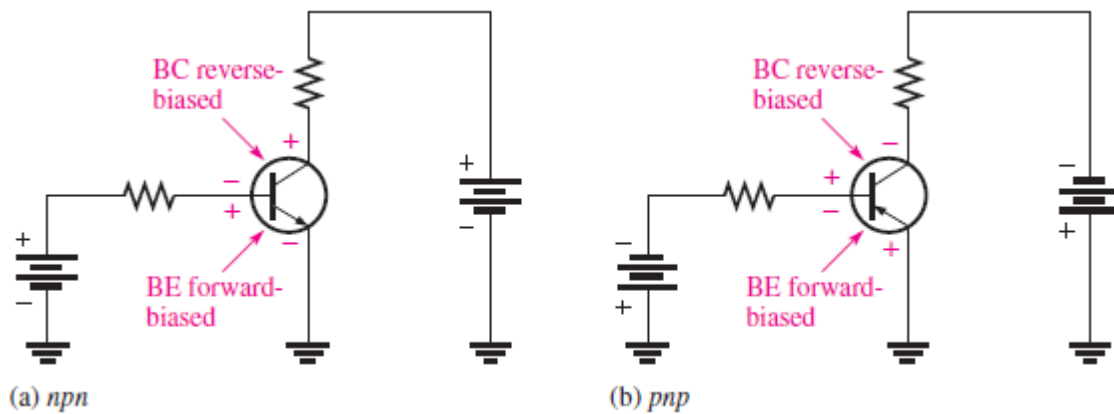 BC reverse-
biased
+
−
+
−
BE forward-
biased
+
−
+
−
(a) npn
BC reverse-
biased
−
+
−
+
BE forward-
biased
−
+
−
+
(b) pnp